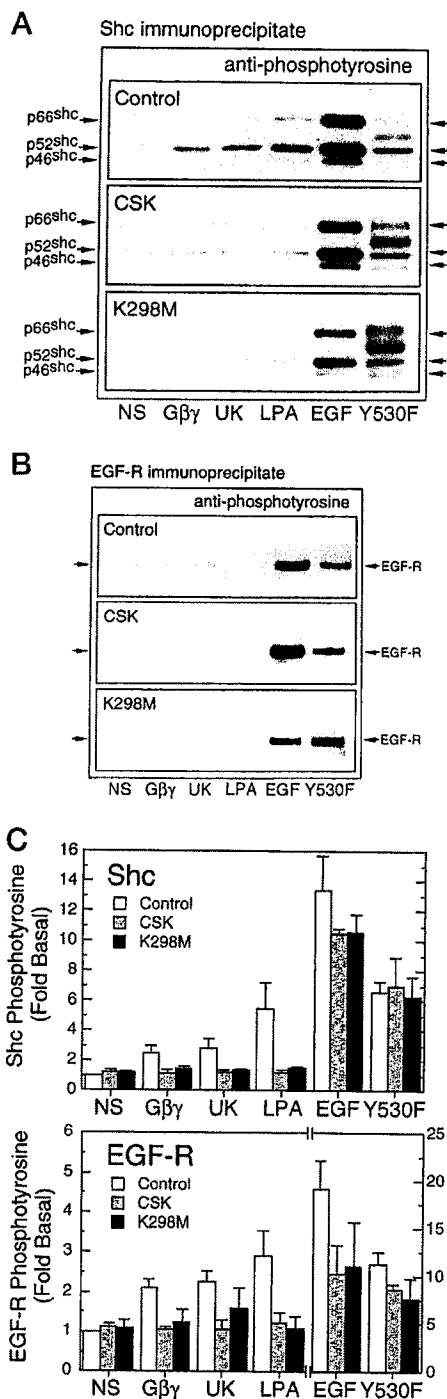 A
Shc immunoprecipitate
anti-phosphotyrosine
Control
p66shc
p52shc
p46shc
CSK
p66shc
p52shc
p46shc
K298M
p66shc
p52shc
p46shc
NS Gβγ UK LPA EGF Y530F
B
EGF-R immunoprecipitate
anti-phosphotyrosine
Control
EGF-R
CSK
EGF-R
K298M
EGF-R
NS Gβγ UK LPA EGF Y530F
C
Shc Phosphotyrosine
(Fold Basal)
16
14
12
10
8
6
4
2
0
Shc
Control
CSK
K298M
NS Gβγ UK LPA EGF Y530F
EGF-R Phosphotyrosine
(Fold Basal)
6
5
4
3
2
1
0
EGF-R
Control
CSK
K298M
25
20
15
10
5
0
NS Gβγ UK LPA EGF Y530F